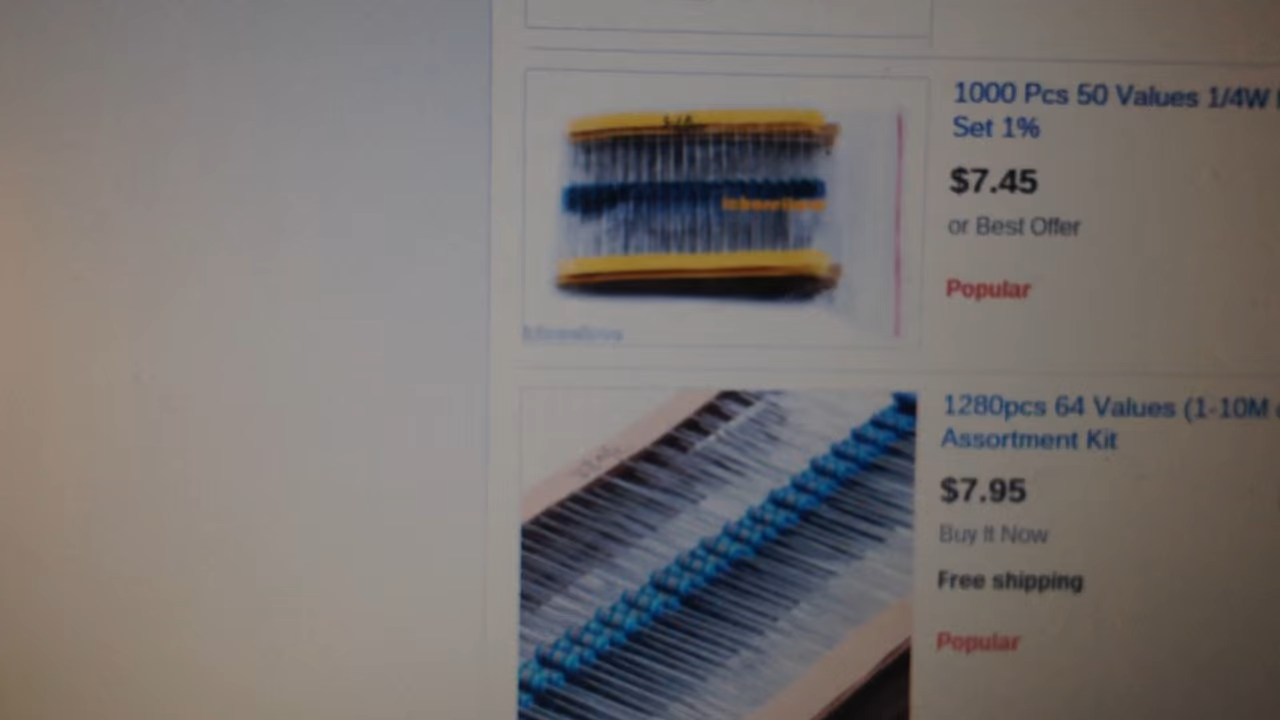 1000 Pcs 50 Values 1/4W
Set 1%
$7.45
or Best Offer
Popular
1280pcs 64 Values (1-10M
Assortment Kit
$7.95
Buy It Now
Free shipping
Popular